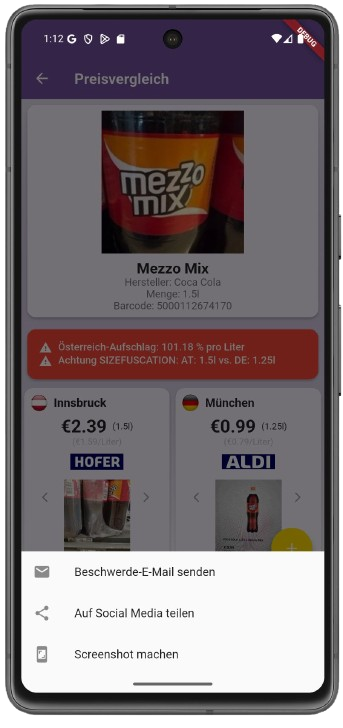 1:12
DEBUG
Preisvergleich
mezzo
mix
Mezzo Mix
Hersteller: Coca Cola
Menge: 1.5l
Barcode: 5000112674170
Österreich-Aufschlag: 101.18 % pro Liter
Achtung SIZEFUSCATION: AT: 1.5l vs. DE: 1.25l
Innsbruck
€2.39 (1.5l)
(€1.59/Liter)
HOFER
München
€0.99 (1.25l)
(€0.79/Liter)
ALDI
Beschwerde-E-Mail senden
Auf Social Media teilen
Screenshot machen